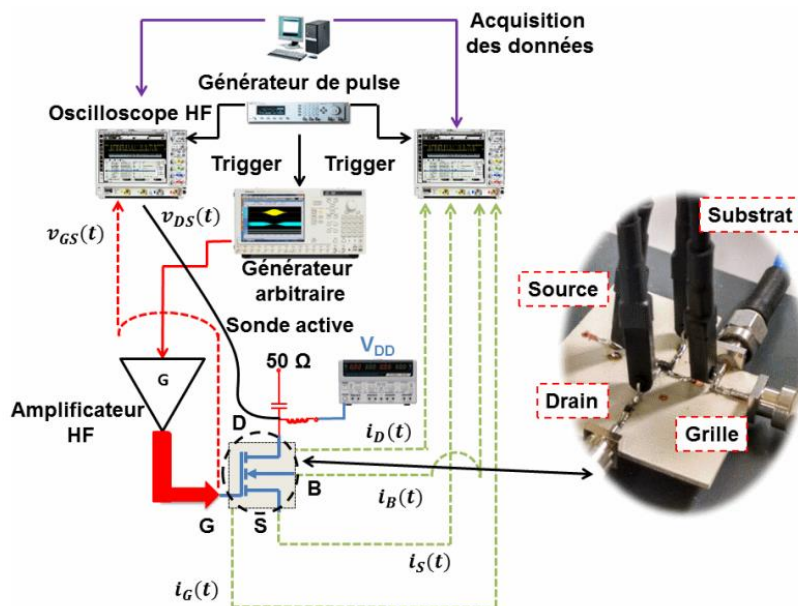 Acquisition
des données
Générateur de pulse
Oscilloscope HF
Trigger
Trigger
v_GS(t)
v_DS(t)
Générateur
arbitraire
Sonde active
V_DD
50 Ω
G
Amplificateur
HF
D
i_D(t)
B
i_B(t)
G
S
i_S(t)
i_G(t)
Substrat
Source
Drain
Grille